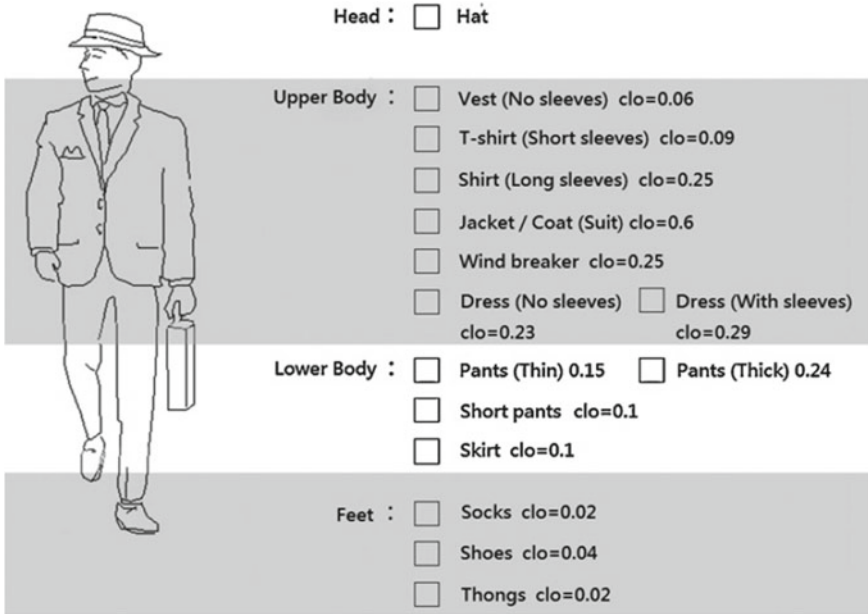 Head : Hat
Upper Body : Vest (No sleeves) clo=0.06
T-shirt (Short sleeves) clo=0.09
Shirt (Long sleeves) clo=0.25
Jacket / Coat (Suit) clo=0.6
Wind breaker clo=0.25
Dress (No sleeves) Dress (With sleeves)
clo=0.23 clo=0.29
Lower Body : Pants (Thin) 0.15 Pants (Thick) 0.24
Short pants clo=0.1
Skirt clo=0.1
Feet : Socks clo=0.02
Shoes clo=0.04
Thongs clo=0.02